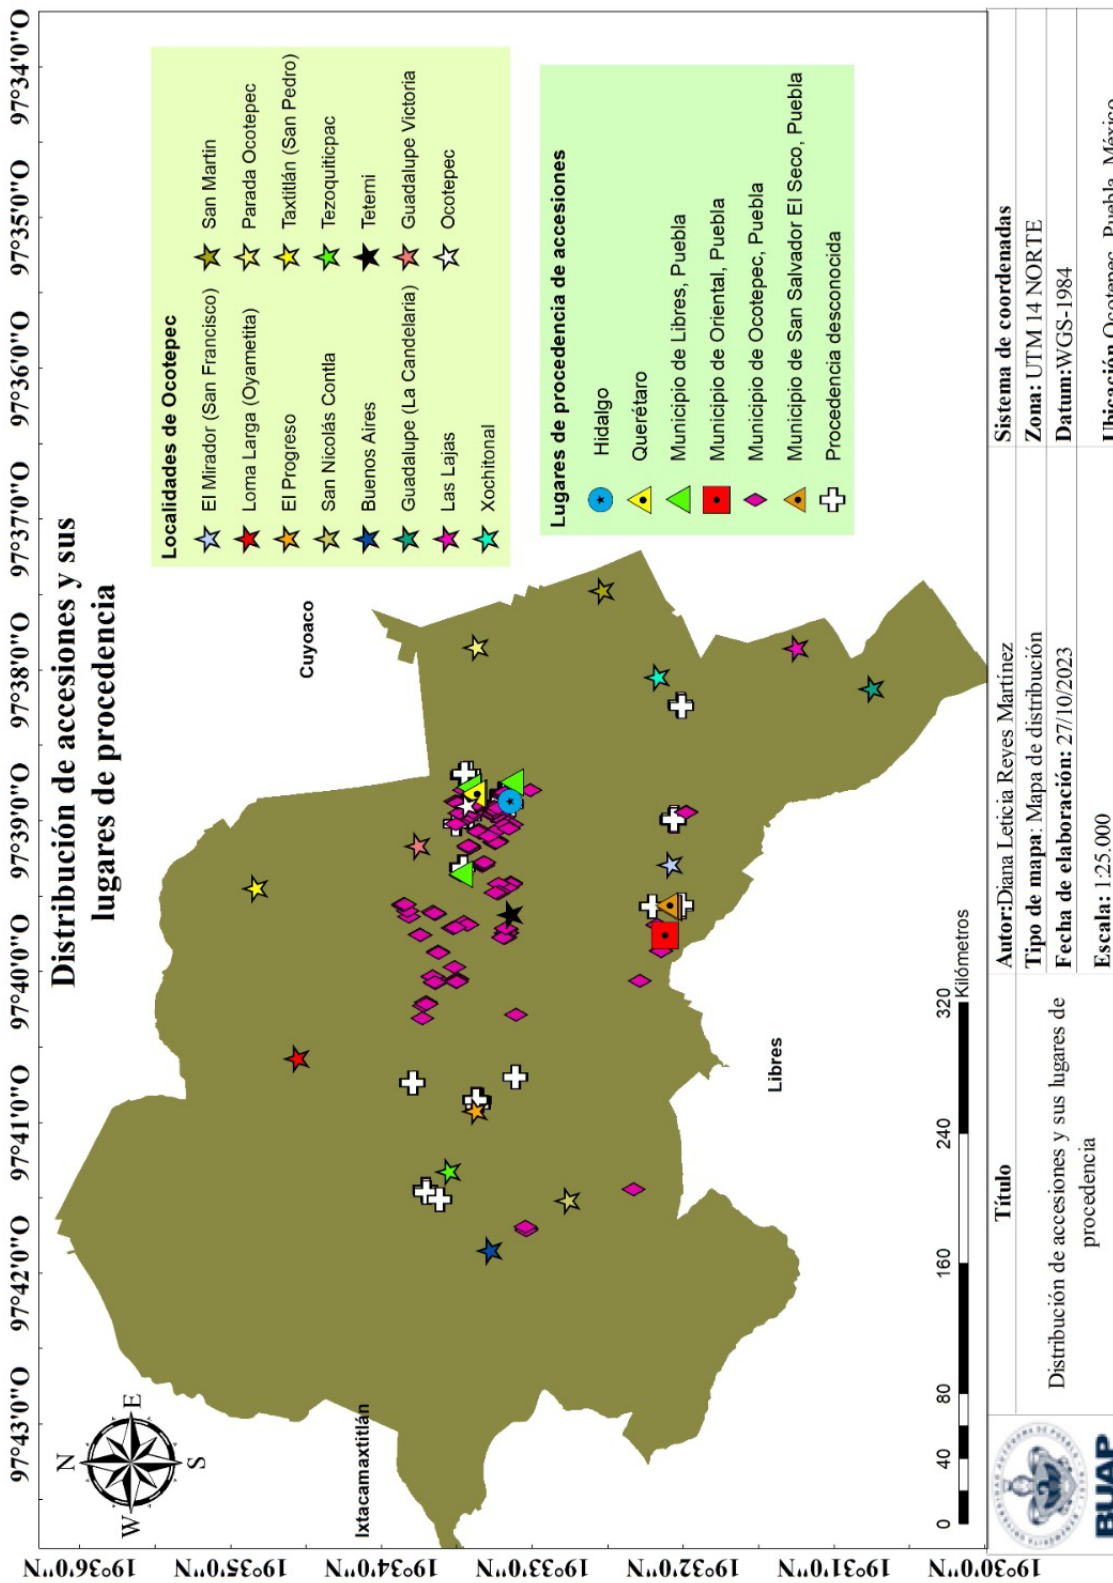 Distribución de accesiones y sus
lugares de procedencia
97°43'0"O
97°42'0"O
97°41'0"O
97°40'0"O
97°39'0"O
97°38'0"O
97°37'0"O
97°36'0"O
97°35'0"O
97°34'0"O
19°36'0"N
19°35'0"N
19°34'0"N
19°33'0"N
19°32'0"N
19°31'0"N
19°30'0"N
N
W
E
S
Ixtacamaxtitlán
Cuyoaco
Libres
Localidades de Ocotepec
El Mirador (San Francisco)
Loma Larga (Oyametita)
El Progreso
San Nicolás Contla
Buenos Aires
Guadalupe (La Candelaria)
Las Lajas
Xochitonal
San Martin
Parada Ocotepec
Taxtitlán (San Pedro)
Tezoquiticpac
Tetemi
Guadalupe Victoria
Ocotepec
Lugares de procedencia de accesiones
Hidalgo
Querétaro
Municipio de Libres, Puebla
Municipio de Oriental, Puebla
Municipio de Ocotepec, Puebla
Municipio de San Salvador El Seco, Puebla
Procedencia desconocida
0 40 80 160 240 320
Kilómetros
BUAP
Título
Distribución de accesiones y sus lugares de
procedencia
Autor:Diana Leticia Reyes Martínez
Tipo de mapa: Mapa de distribución
Fecha de elaboración: 27/10/2023
Escala: 1:25.000
Sistema de coordenadas
Zona: UTM 14 NORTE
Datum:WGS-1984
Ubicación Ocotepec, Puebla, México